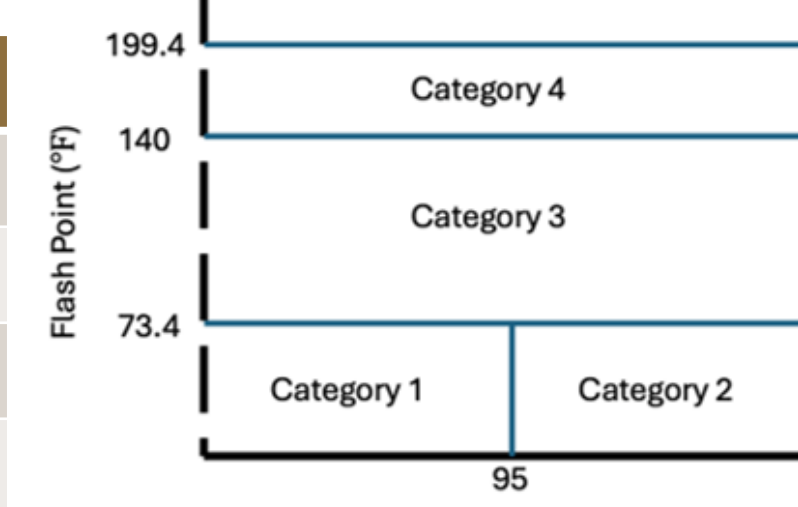 199.4
Category 4
140
Flash Point (°F)
Category 3
73.4
Category 1
Category 2
95